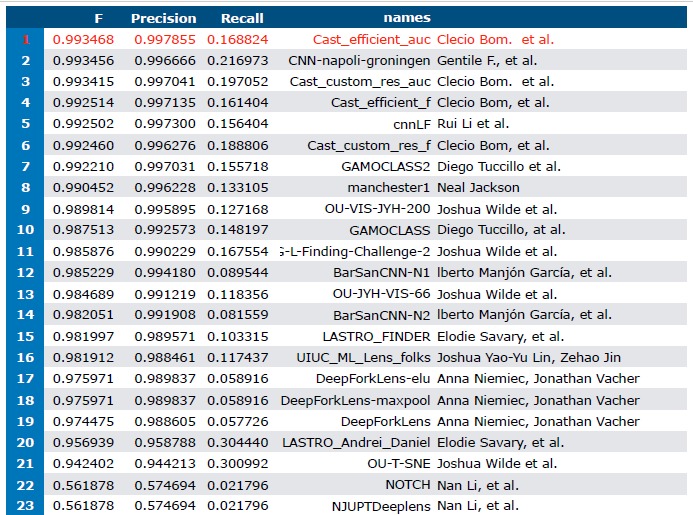 F Precision Recall names
1 0.993468 0.997855 0.168824 Cast_efficient_auc Clecio Bom. et al.
2 0.993456 0.996666 0.216973 CNN-napoli-groningen Gentile F., et al.
3 0.993415 0.997041 0.197052 Cast_custom_res_auc Clecio Bom. et al.
4 0.992514 0.997135 0.161404 Cast_efficient_f Clecio Bom, et al.
5 0.992502 0.997300 0.156404 cnnLF Rui Li et al.
6 0.992460 0.996276 0.188806 Cast_custom_res_f Clecio Bom, et al.
7 0.992210 0.997031 0.155718 GAMOCLASS2 Diego Tuccillo et al.
8 0.990452 0.996228 0.133105 manchester1 Neal Jackson
9 0.989814 0.995895 0.127168 OU-VIS-JYH-200 Joshua Wilde et al.
10 0.987513 0.992573 0.148197 GAMOCLASS Diego Tuccillo, at al.
11 0.985876 0.990229 0.167554 G-L-Finding-Challenge-2 Joshua Wilde et al.
12 0.985229 0.994180 0.089544 BarSanCNN-N1 lberto Manjón García, et al.
13 0.984689 0.991219 0.118356 OU-JYH-VIS-66 Joshua Wilde et al.
14 0.982051 0.991908 0.081559 BarSanCNN-N2 lberto Manjón García, et al.
15 0.981997 0.989571 0.103315 LASTRO_FINDER Elodie Savary, et al.
16 0.981912 0.988461 0.117437 UIUC_ML_Lens_folks Joshua Yao-Yu Lin, Zehao Jin
17 0.975971 0.989837 0.058916 DeepForkLens-elu Anna Niemiec, Jonathan Vacher
18 0.975971 0.989837 0.058916 DeepForkLens-maxpool Anna Niemiec, Jonathan Vacher
19 0.974475 0.988605 0.057726 DeepForkLens Anna Niemiec, Jonathan Vacher
20 0.956939 0.958788 0.304440 LASTRO_Andrei_Daniel Elodie Savary, et al.
21 0.942402 0.944213 0.300992 OU-T-SNE Joshua Wilde et al.
22 0.561878 0.574694 0.021796 NOTCH Nan Li, et al.
23 0.561878 0.574694 0.021796 NJUPTDeeplens Nan Li, et al.